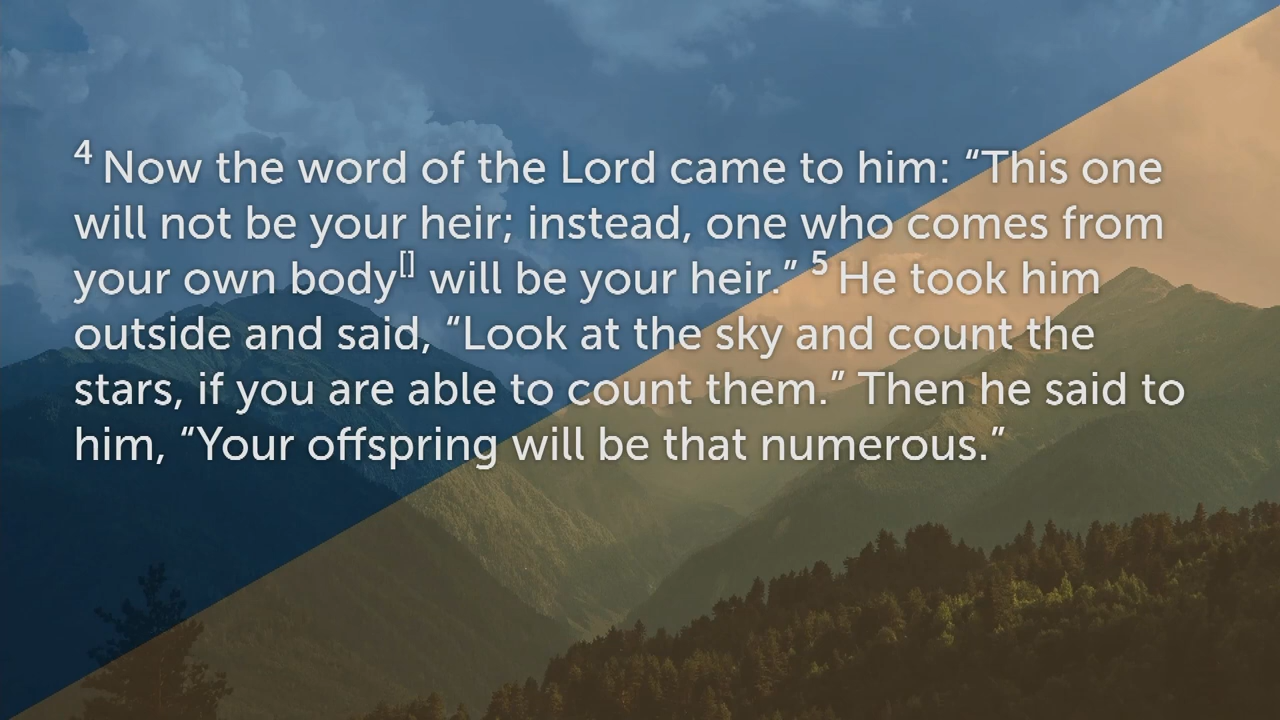 4 Now the word of the Lord came to him: “This one
will not be your heir; instead, one who comes from
your own body[] will be your heir.” 5 He took him
outside and said, “Look at the sky and count the
stars, if you are able to count them.” Then he said to
him, “Your offspring will be that numerous.”